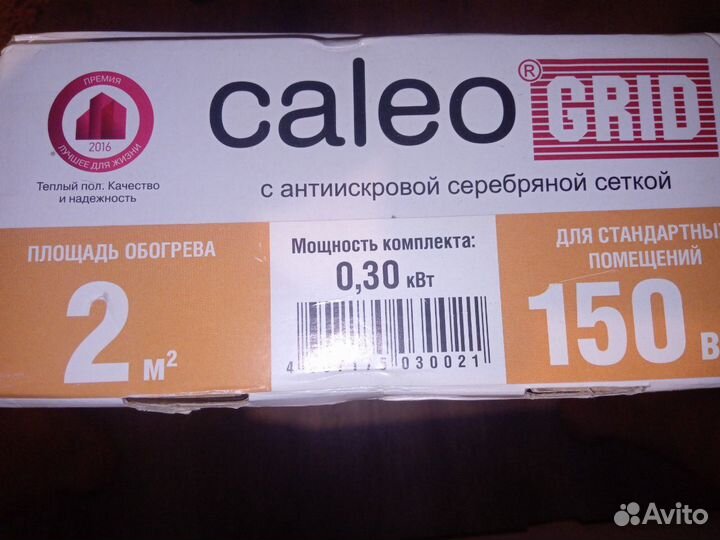 ПРЕМИЯ
2016
ЛУЧШЕЕ ДЛЯ ЖИЗНИ
Теплый пол. Качество
и надежность
caleo® GRID
с антиискровой серебряной сеткой
ПЛОЩАДЬ ОБОГРЕВА
2 м²
Мощность комплекта:
0,30 кВт
030021
ДЛЯ СТАНДАРТНЫ
ПОМЕЩЕНИЙ
150 В
Avito